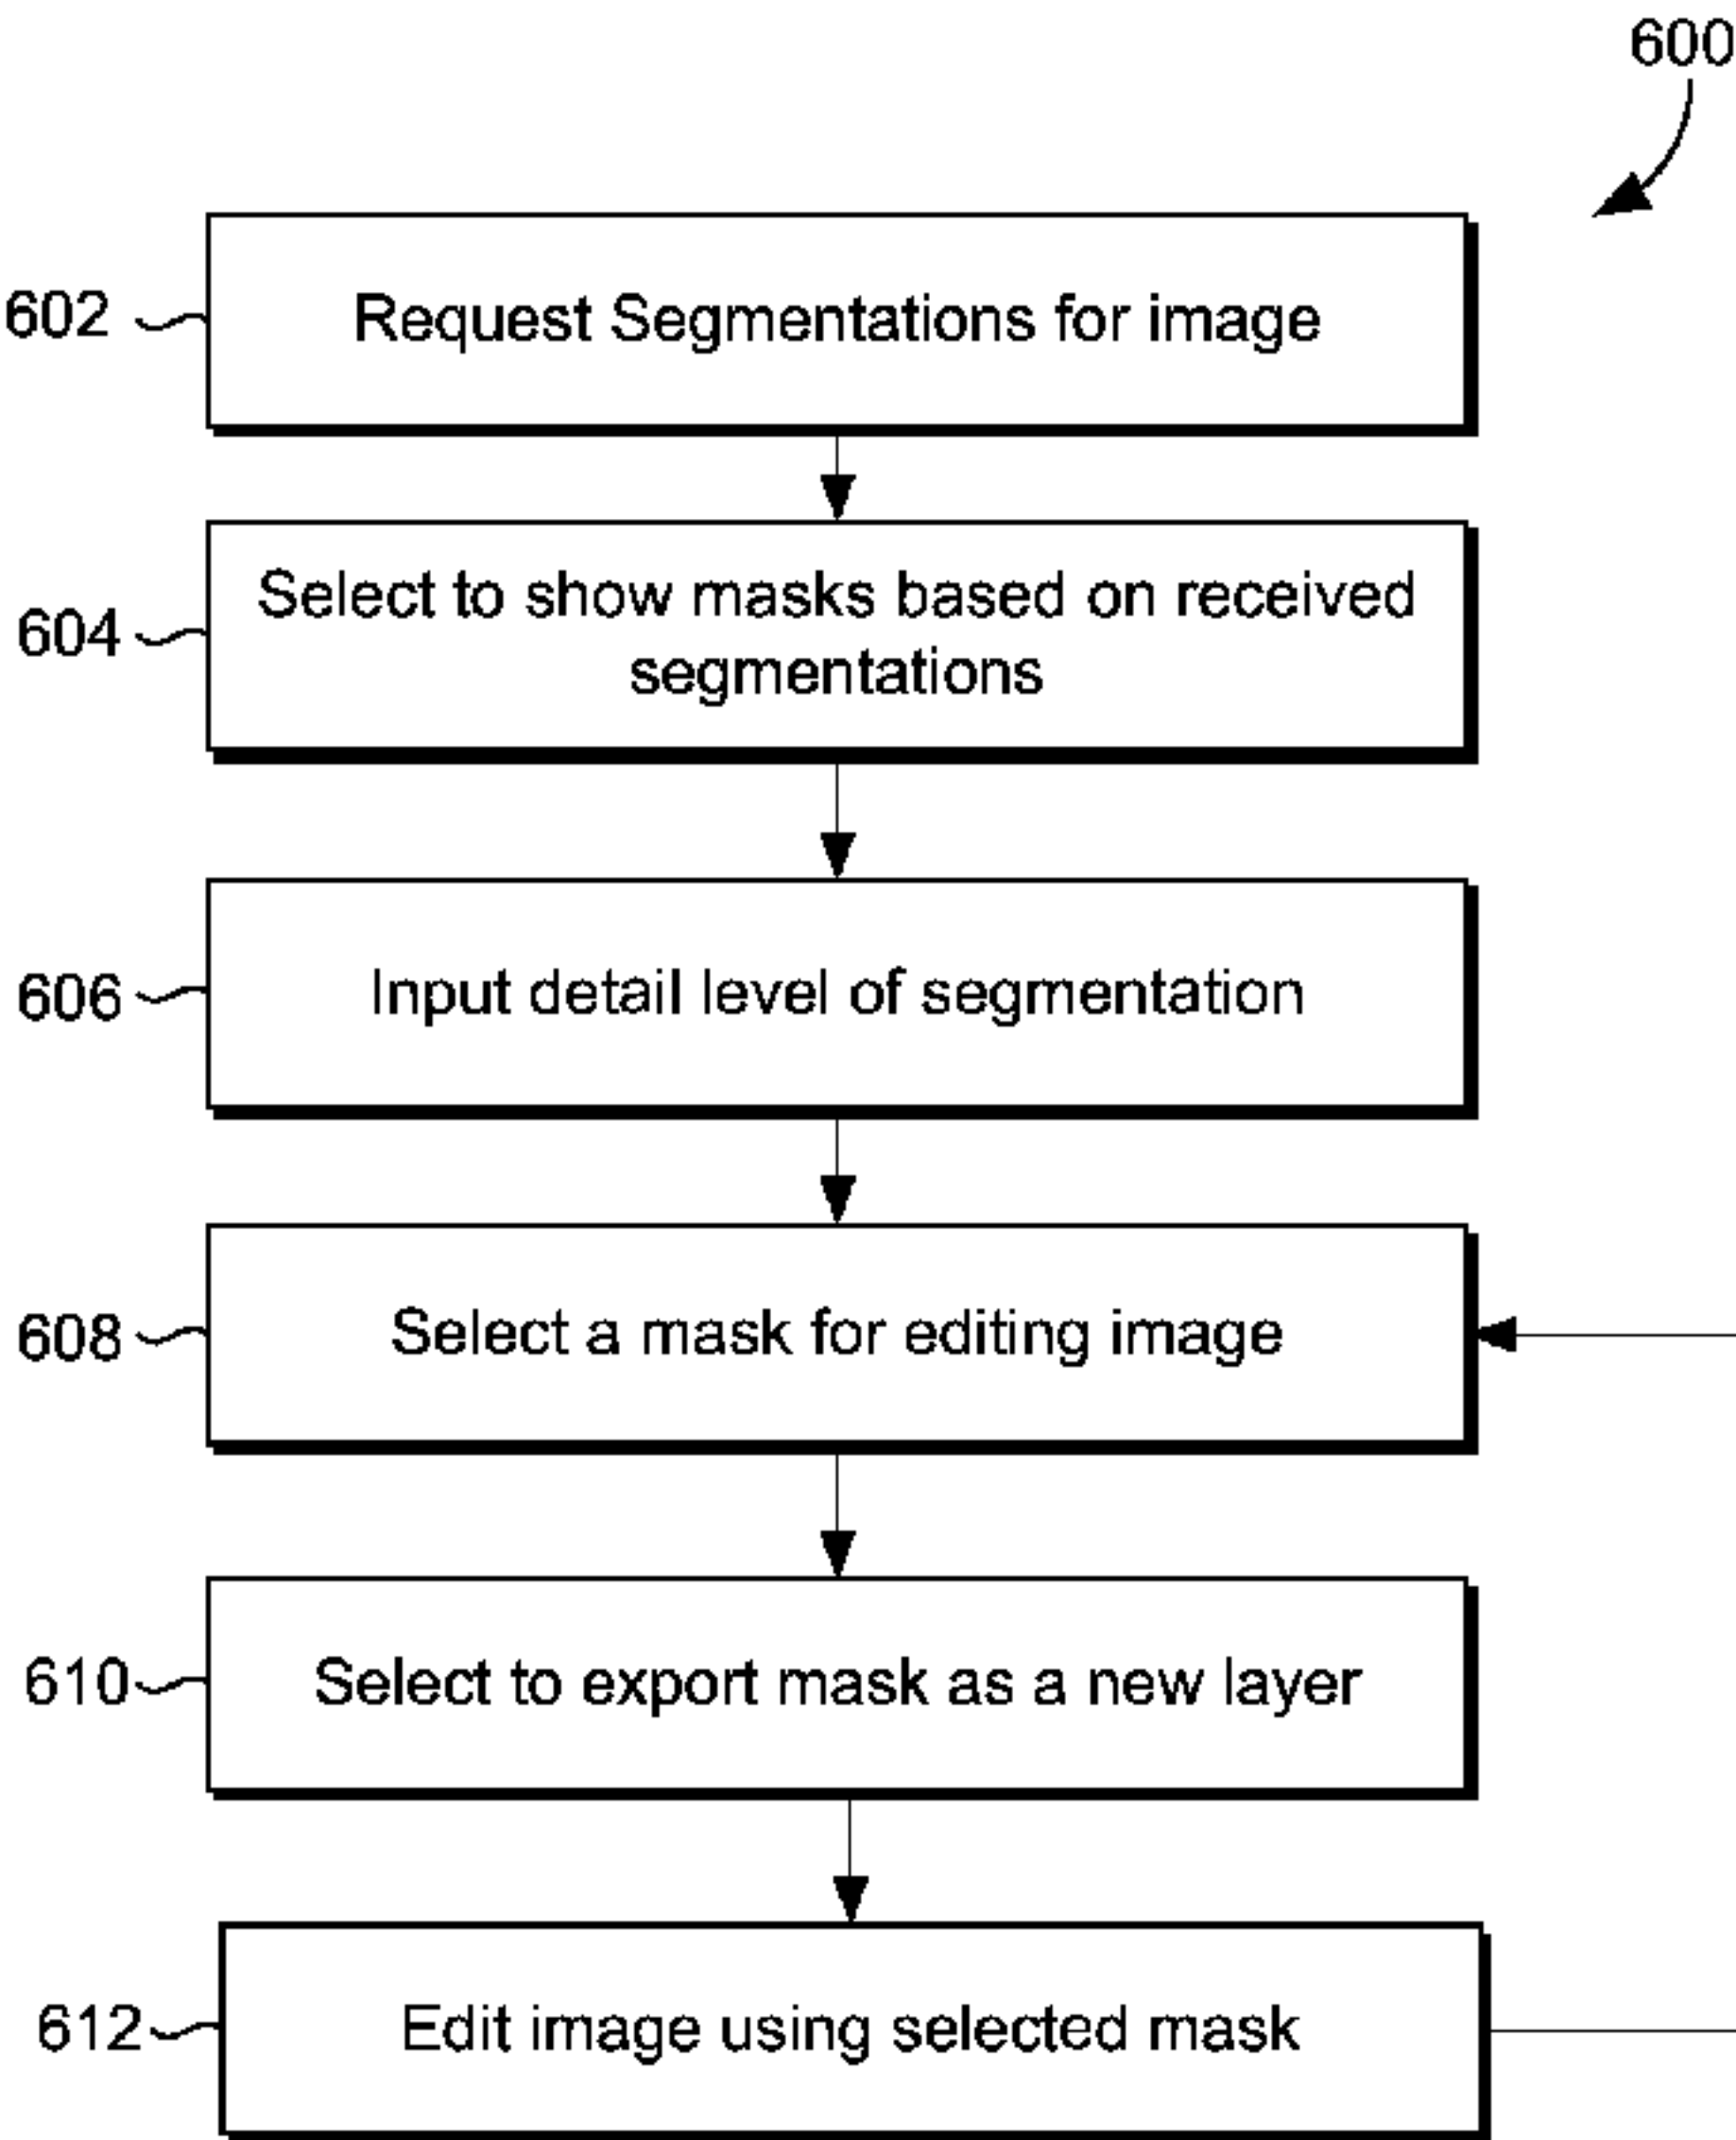 600
602
Request Segmentations for image
604
Select to show masks based on received
segmentations
606
Input detail level of segmentation
608
Select a mask for editing image
610
Select to export mask as a new layer
612
Edit image using selected mask